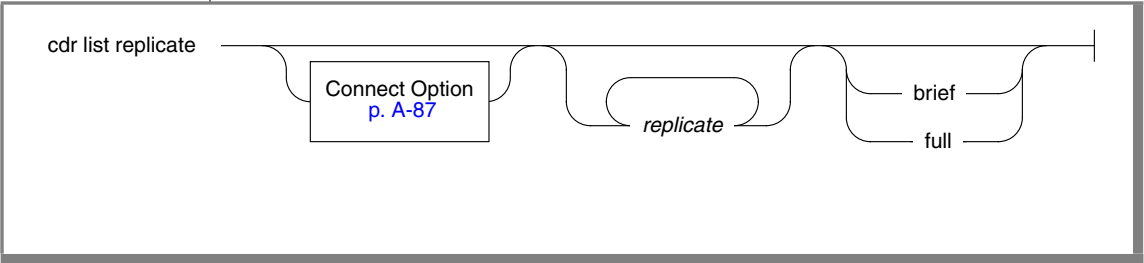 cdr list replicate
Connect Option
p. A-87
replicate
brief
full